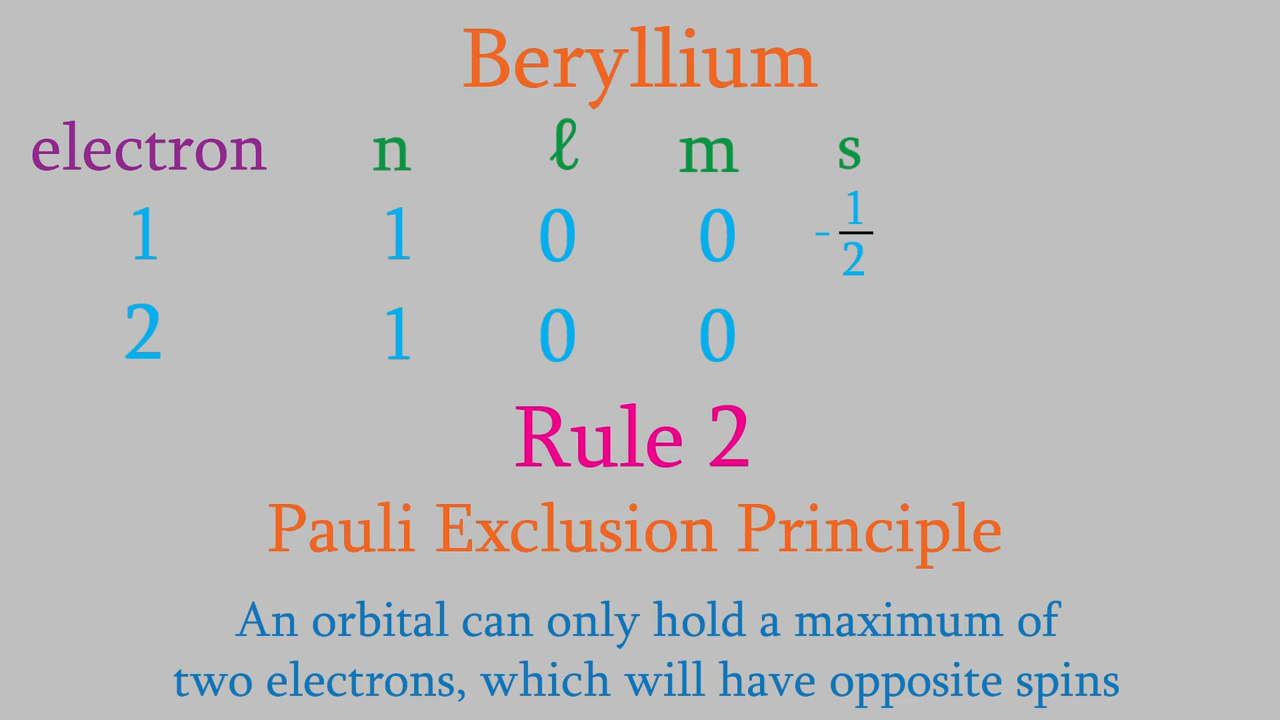 Beryllium
electron n ℓ m s
1 1 0 0 -1/2
2 1 0 0
Rule 2
Pauli Exclusion Principle
An orbital can only hold a maximum of
two electrons, which will have opposite spins